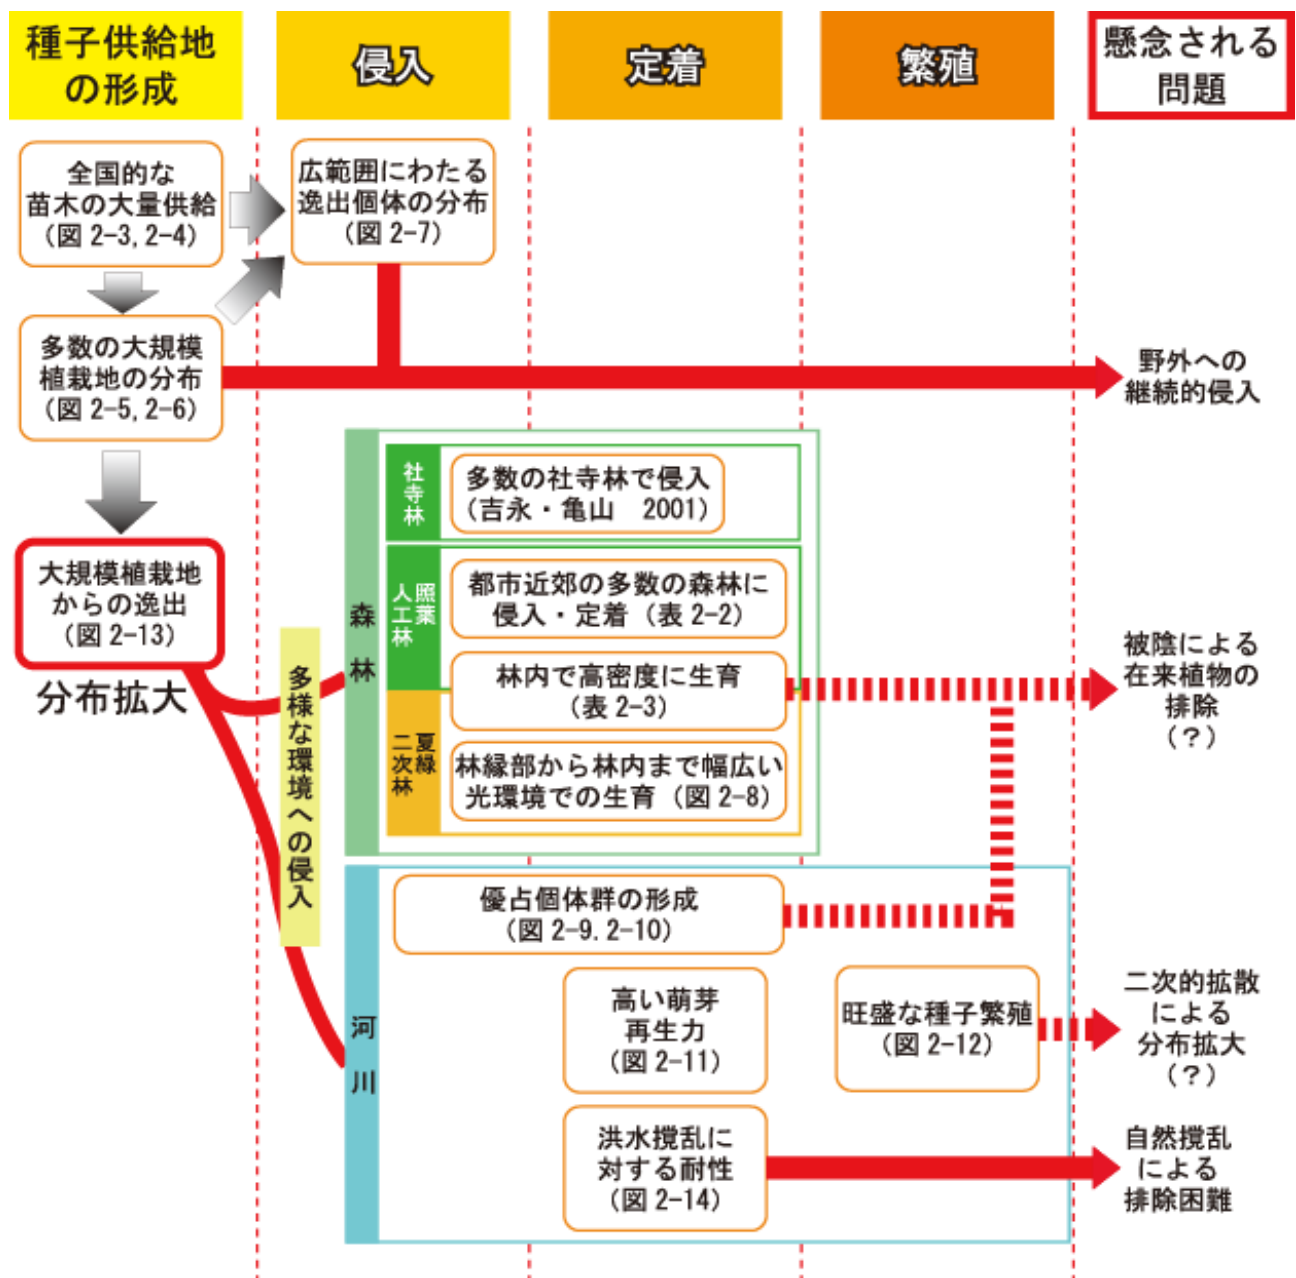 種子供給地
の形成
侵入
定着
繁殖
懸念される
問題
全国的な
苗木の大量供給
(図 2-3, 2-4)
広範囲にわたる
逸出個体の分布
(図 2-7)
多数の大規模
植栽地の分布
(図 2-5, 2-6)
野外への
継続的侵入
大規模植栽地
からの逸出
(図 2-13)
分布拡大
多様な環境への侵入
森林
社寺林
多数の社寺林で侵入
(吉永・亀山　2001)
照葉
人工林
都市近郊の多数の森林に
侵入・定着 (表 2-2)
林内で高密度に生育
(表 2-3)
夏緑
二次林
林縁部から林内まで幅広い
光環境での生育 (図 2-8)
被陰による
在来植物の
排除
(？)
河川
優占個体群の形成
(図 2-9. 2-10)
高い萌芽
再生力
(図 2-11)
旺盛な種子繁殖
(図 2-12)
二次的拡散
による
分布拡大
(？)
洪水撹乱に
対する耐性
(図 2-14)
自然撹乱
による
排除困難